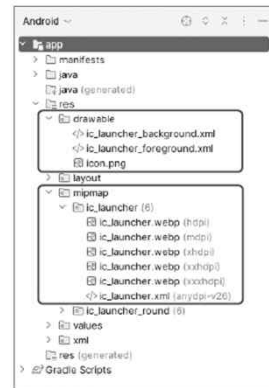 Android
app
manifests
java
java (generated)
res
drawable
ic_launcher_background.xml
ic_launcher_foreground.xml
icon.png
layout
mipmap
ic_launcher (6)
ic_launcher.webp (hdpi)
ic_launcher.webp (mdpi)
ic_launcher.webp (xhdpi)
ic_launcher.webp (xxhdpi)
ic_launcher.webp (xxxhdpi)
ic_launcher.xml (anydpi-v26)
ic_launcher_round (6)
values
xml
res (generated)
Gradle Scripts